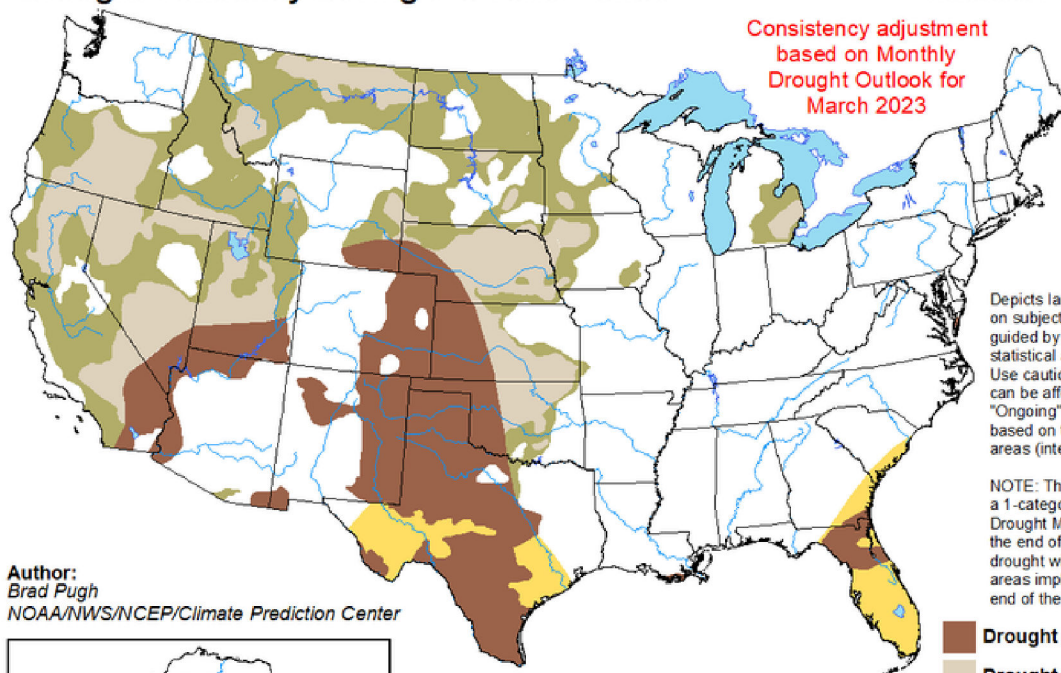 Consistency adjustment
based on Monthly
Drought Outlook for
March 2023
Depicts la
on subject
guided by
statistical
Use cautio
can be aff
"Ongoing"
based on
areas (inte
NOTE: Th
a 1-catego
Drought M
the end of
drought w
areas imp
end of the
Author:
Brad Pugh
NOAA/NWS/NCEP/Climate Prediction Center
Drought
Drought